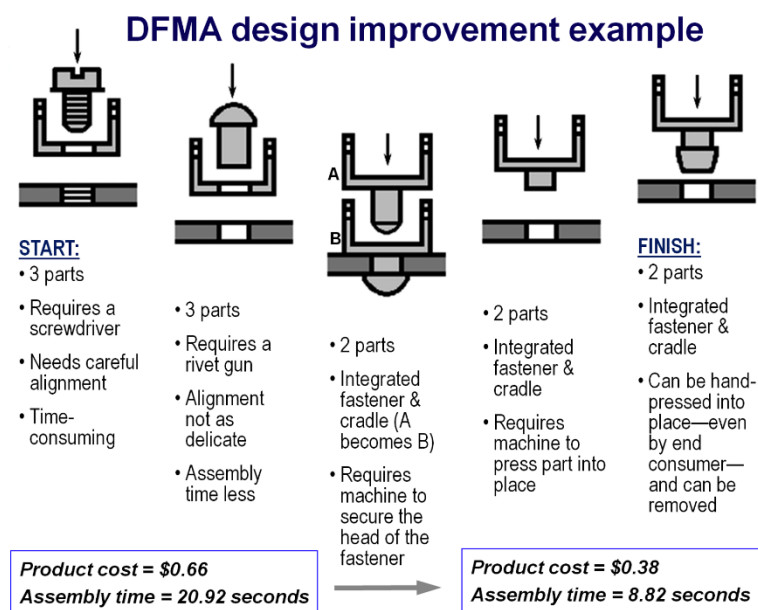 DFMA design improvement example
START:
• 3 parts
• Requires a
screwdriver
• Needs careful
alignment
• Time-
consuming
• 3 parts
• Requires a
rivet gun
• Alignment
not as
delicate
• Assembly
time less
A
B
• 2 parts
• Integrated
fastener &
cradle (A
becomes B)
• Requires
machine to
secure the
head of the
fastener
• 2 parts
• Integrated
fastener &
cradle
• Requires
machine to
press part into
place
FINISH:
• 2 parts
• Integrated
fastener &
cradle
• Can be hand-
pressed into
place—even
by end
consumer—
and can be
removed
Product cost = $0.66
Assembly time = 20.92 seconds
Product cost = $0.38
Assembly time = 8.82 seconds